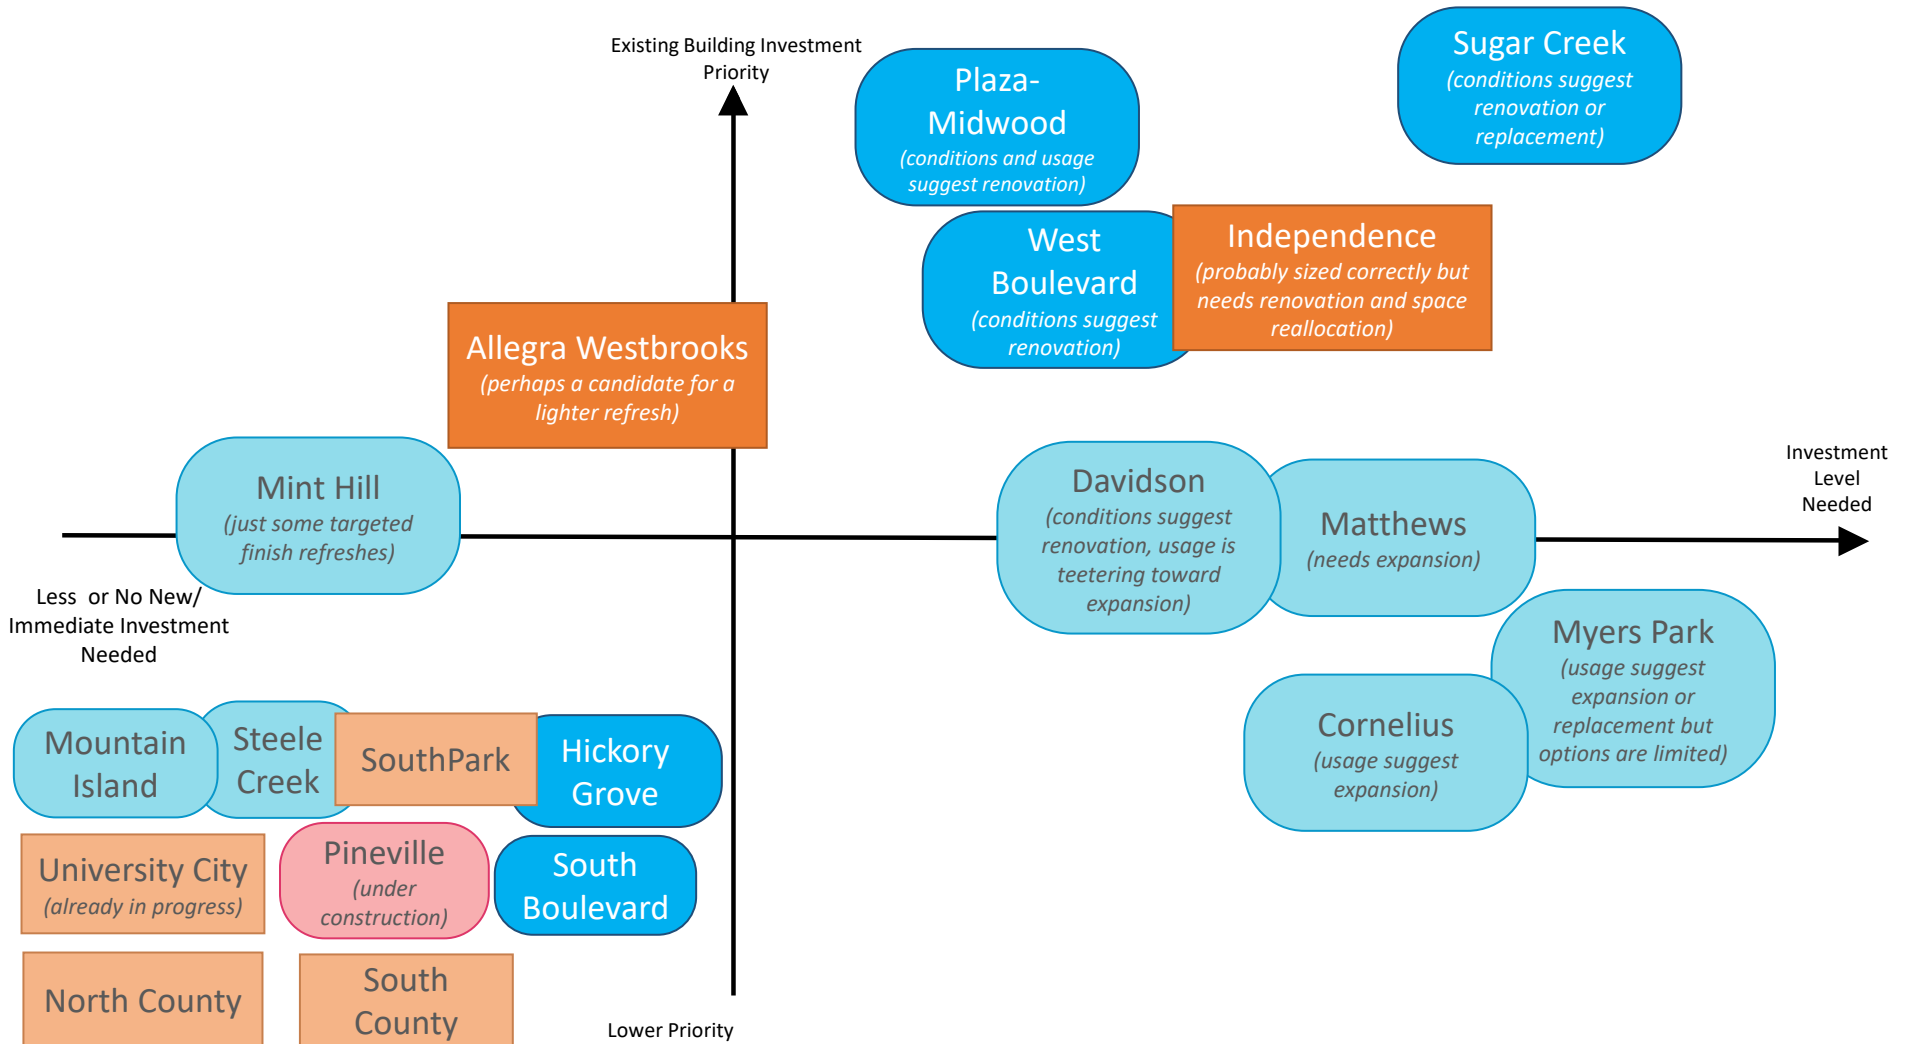 Existing Building Investment
Priority
Sugar Creek
(conditions suggest
renovation or
replacement)
Plaza-
Midwood
(conditions and usage
suggest renovation)
West
Boulevard
(conditions suggest
renovation)
Independence
(probably sized correctly but
needs renovation and space
reallocation)
Allegra Westbrooks
(perhaps a candidate for a
lighter refresh)
Mint Hill
(just some targeted
finish refreshes)
Davidson
(conditions suggest
renovation, usage is
teetering toward
expansion)
Matthews
(needs expansion)
Investment
Level
Needed
Less  or No New/
Immediate Investment
Needed
Myers Park
(usage suggest
expansion or
replacement but
options are limited)
Cornelius
(usage suggest
expansion)
Mountain
Island
Steele
Creek
SouthPark
Hickory
Grove
University City
(already in progress)
Pineville
(under
construction)
South
Boulevard
North County
South
County
Lower Priority